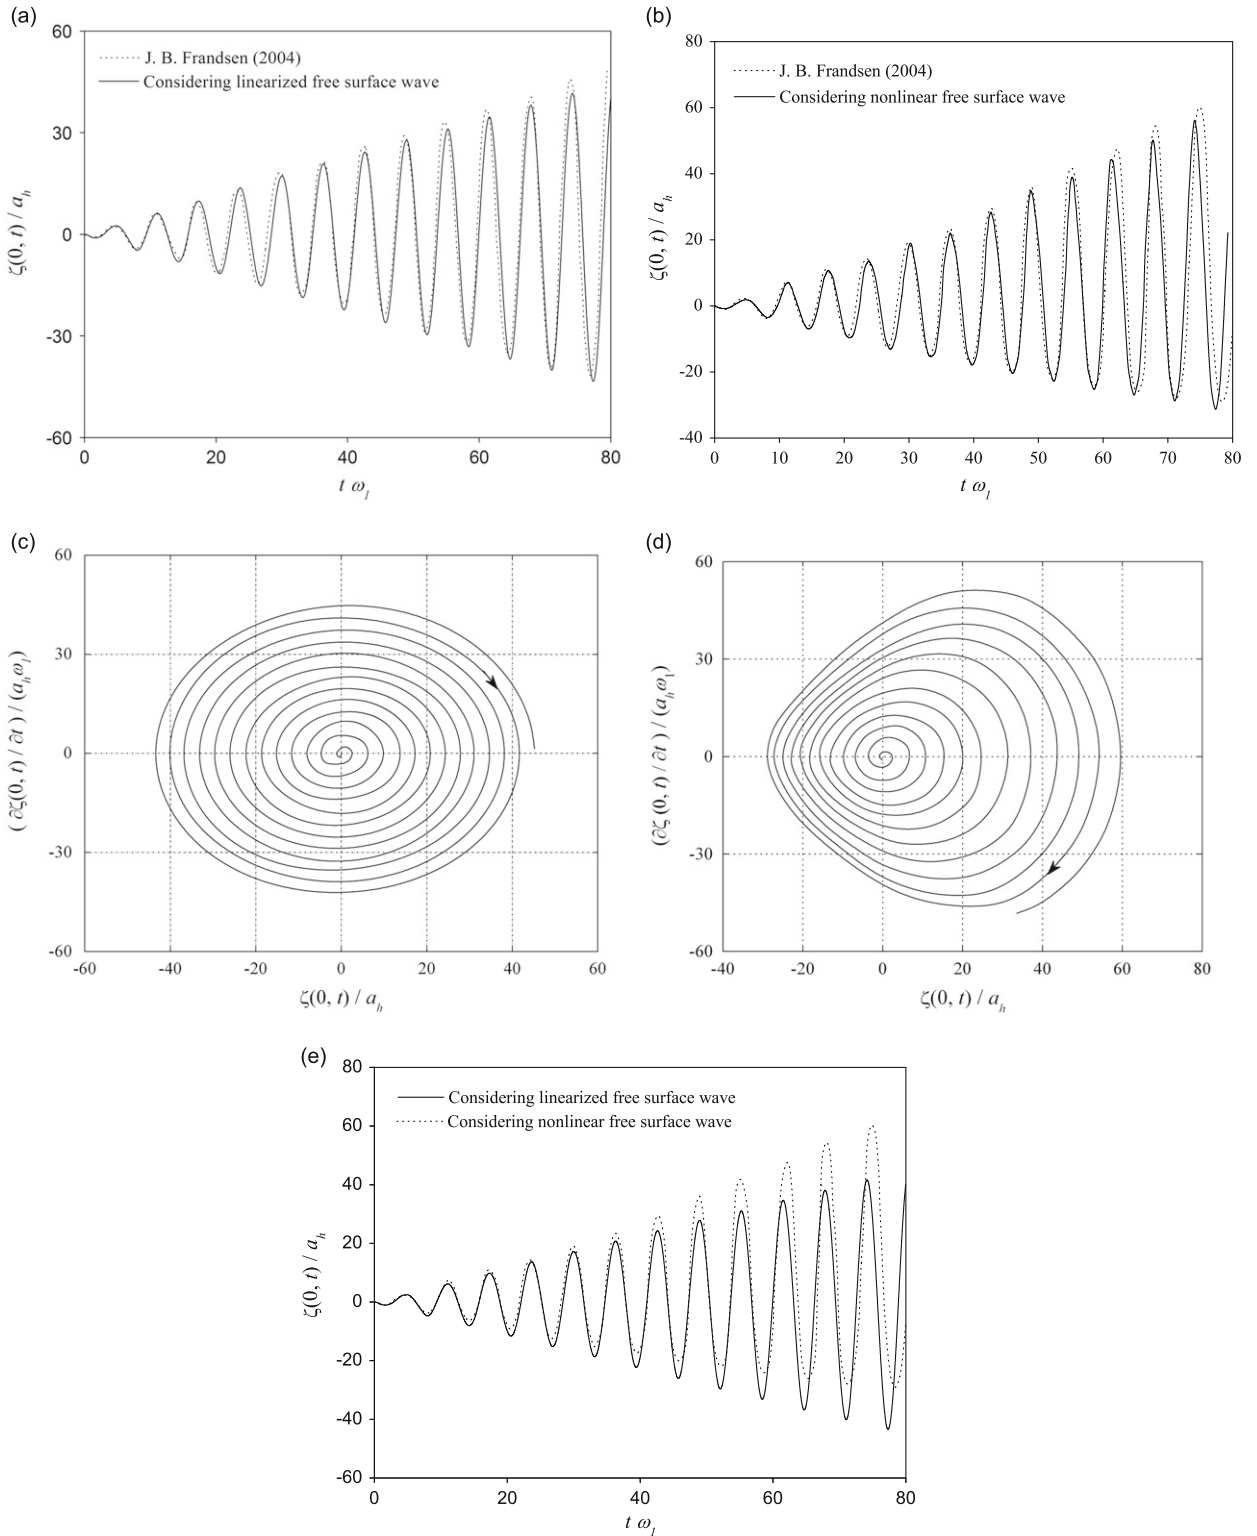 (a)
60
30
0
-30
-60
ζ(0, t) / a_h
J. B. Frandsen (2004)
Considering linearized free surface wave
0 20 40 60 80
t ω_1
(b)
80
60
40
20
0
-20
-40
ζ(0, t) / a_h
J. B. Frandsen (2004)
Considering nonlinear free surface wave
0 10 20 30 40 50 60 70 80
t ω_1
(c)
60
30
0
-30
-60
(∂ζ(0, t) / ∂t ) / (a_h ω_1)
-60 -40 -20 0 20 40 60
ζ(0, t) / a_h
(d)
60
30
0
-30
-60
(∂ζ (0, t) / ∂t ) / (a_h ω_1)
-40 -20 0 20 40 60 80
ζ(0, t) / a_h
(e)
80
60
40
20
0
-20
-40
-60
ζ(0, t) / a_h
Considering linearized free surface wave
Considering nonlinear free surface wave
0 20 40 60 80
t ω_1